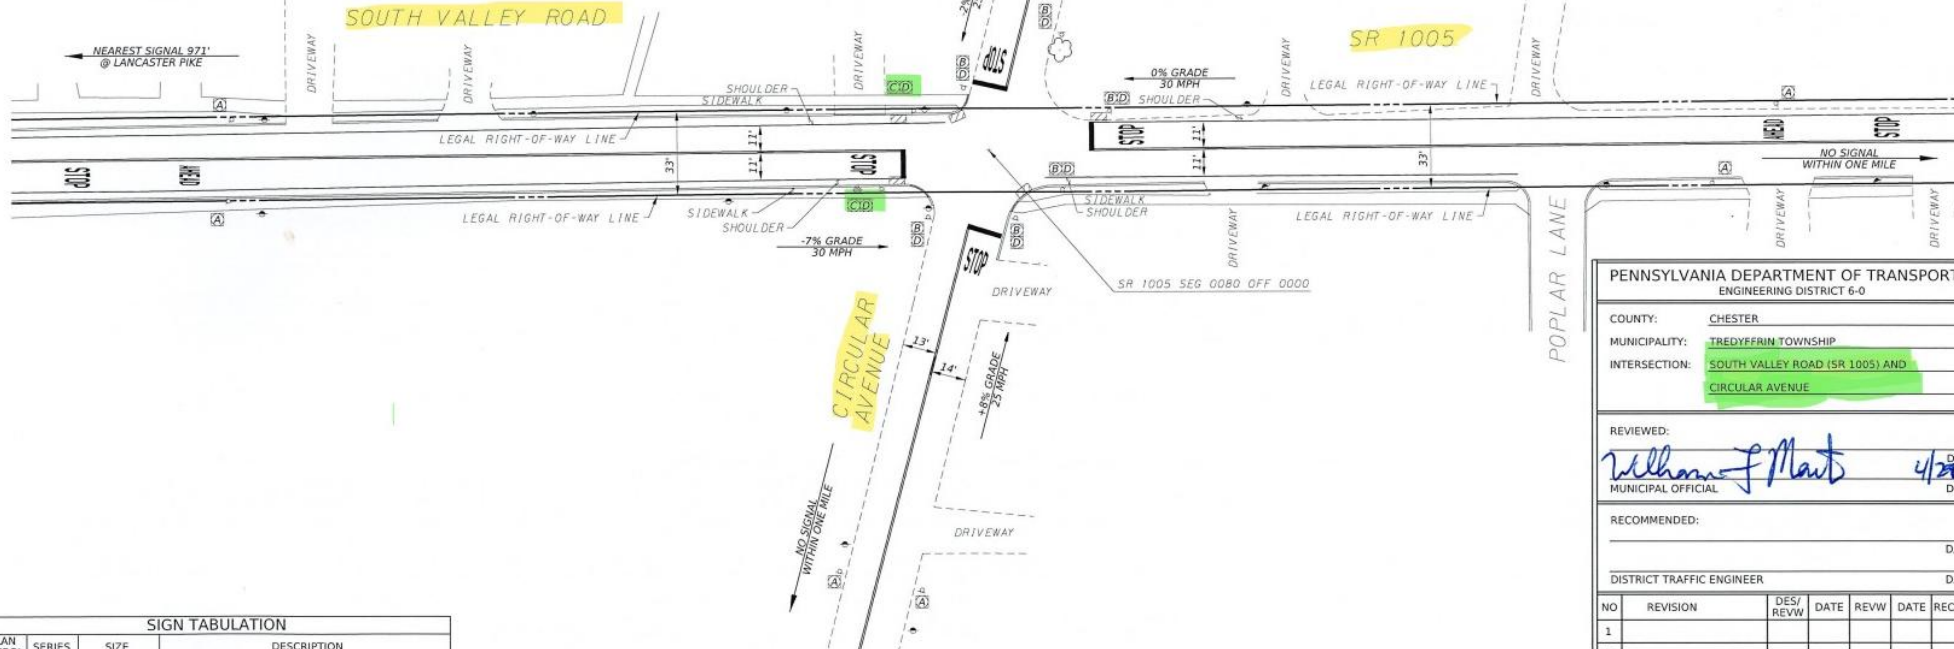 SOUTH VALLEY ROAD
SR 1005
NEAREST SIGNAL 971'
@ LANCASTER PIKE
DRIVEWAY
DRIVEWAY
DRIVEWAY
DRIVEWAY
DRIVEWAY
STOP
B
D
B
D
C D
A
SHOULDER
SIDEWALK
0% GRADE
30 MPH
B D
SHOULDER
LEGAL RIGHT-OF-WAY LINE
A
LEGAL RIGHT-OF-WAY LINE
33'
11'
11'
STOP
11'
11'
33'
AHEAD
STOP
NO SIGNAL
WITHIN ONE MILE
STOP
AHEAD
STOP
B D
A
A
LEGAL RIGHT-OF-WAY LINE
SIDEWALK
SHOULDER
C D
B
D
B
D
SIDEWALK
SHOULDER
LEGAL RIGHT-OF-WAY LINE
DRIVEWAY
DRIVEWAY
DRIVEWAY
-7% GRADE
30 MPH
STOP
DRIVEWAY
SR 1005 SEG 0080 OFF 0000
POPLAR LANE
CIRCULAR
AVENUE
13'
14'
+8% GRADE
25 MPH
NO SIGNAL
WITHIN ONE MILE
DRIVEWAY
A
A
PENNSYLVANIA DEPARTMENT OF TRANSPORT
ENGINEERING DISTRICT 6-0
COUNTY: CHESTER
MUNICIPALITY: TREDYFFRIN TOWNSHIP
INTERSECTION: SOUTH VALLEY ROAD (SR 1005) AND
CIRCULAR AVENUE
REVIEWED:
MUNICIPAL OFFICIAL
RECOMMENDED:
DISTRICT TRAFFIC ENGINEER
NO REVISION DES/ REVW DATE REVW DATE REC
1
SIGN TABULATION
SERIES SIZE DESCRIPTION